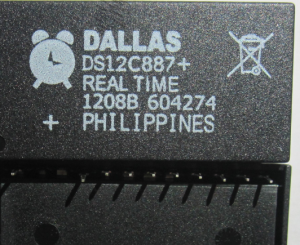 DALLAS
DS12C887+
REAL TIME
1208B 604274
+ PHILIPPINES